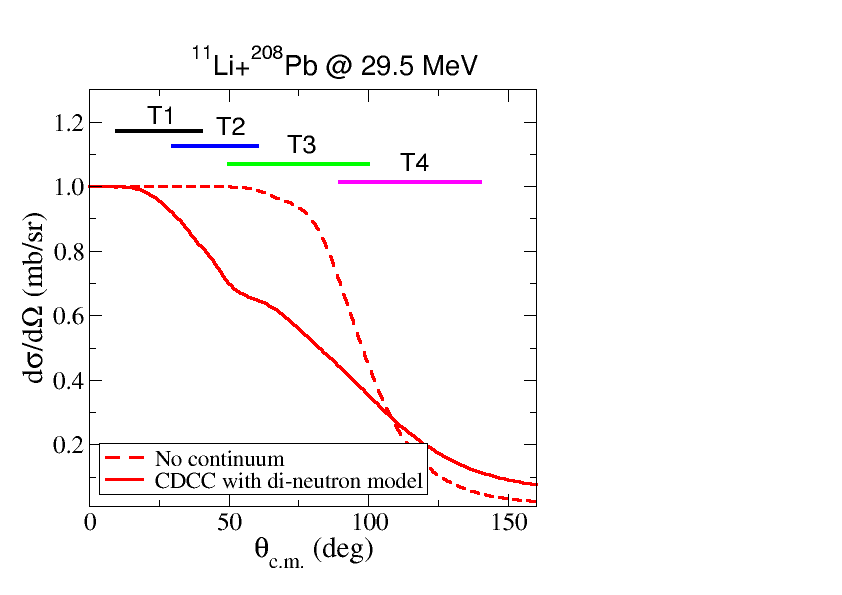 ¹¹Li+²⁰⁸Pb @ 29.5 MeV
T1
T2
T3
T4
1.2
1.0
0.8
0.6
0.4
0.2
dσ/dΩ (mb/sr)
No continuum
CDCC with di-neutron model
0 50 100 150
θc.m. (deg)